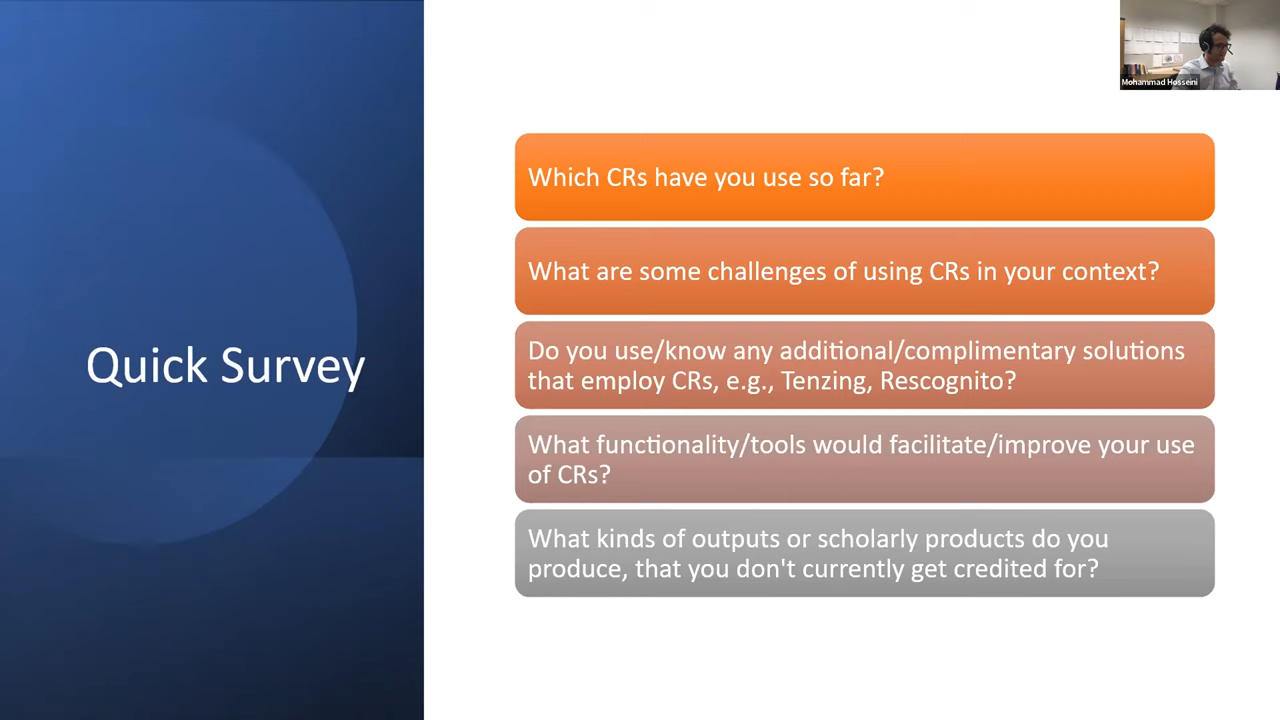 Mohammad Hosseini
Quick Survey
Which CRs have you use so far?
What are some challenges of using CRs in your context?
Do you use/know any additional/complimentary solutions
that employ CRs, e.g., Tenzing, Rescognito?
What functionality/tools would facilitate/improve your use
of CRs?
What kinds of outputs or scholarly products do you
produce, that you don't currently get credited for?